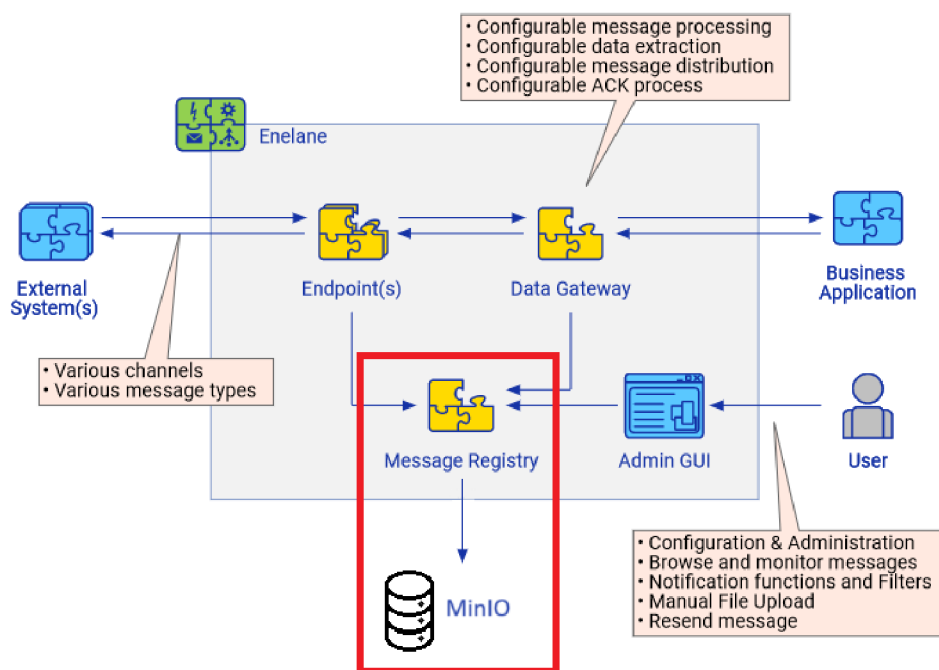 • Configurable message processing
• Configurable data extraction
• Configurable message distribution
• Configurable ACK process
Enelane
External
System(s)
Endpoint(s)
Data Gateway
Business
Application
• Various channels
• Various message types
Message Registry
Admin GUI
User
• Configuration & Administration
• Browse and monitor messages
• Notification functions and Filters
• Manual File Upload
• Resend message
MinIO